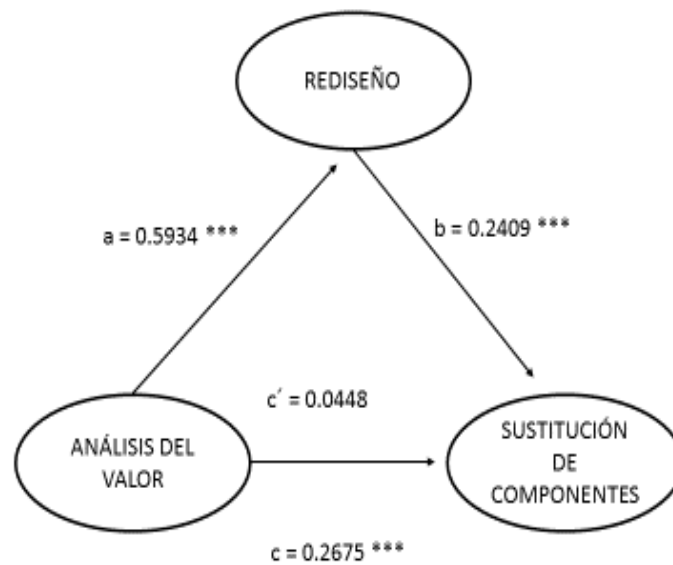 REDISEÑO
a = 0.5934 ***
b = 0.2409 ***
c´ = 0.0448
ANÁLISIS DEL
VALOR
SUSTITUCIÓN
DE
COMPONENTES
c = 0.2675 ***